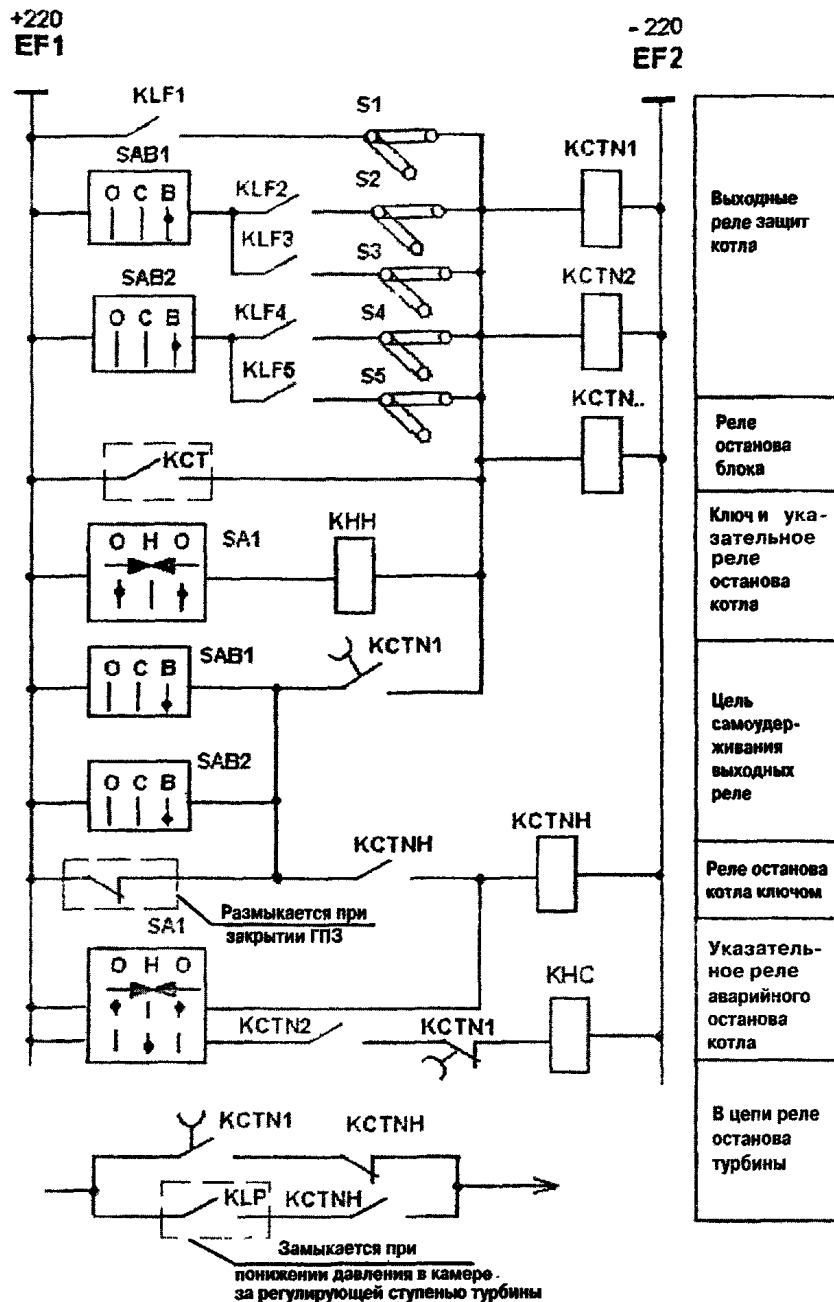 +220
EF1
- 220
EF2
KLF1
S1
SAB1
О С В
KLF2
S2
KCTN1
KLF3
S3
Выходные
реле защит
котла
SAB2
О С В
KLF4
S4
KCTN2
KLF5
S5
KCTN..
Реле
останова
блока
KCT
О Н О
SA1
KHH
Ключ и ука-
зательное
реле
останова
котла
SAB1
О С В
KCTN1
SAB2
О С В
Цель
самоудер-
живания
выходных
реле
KCTNH
KCTNH
Реле останова
котла ключом
Размыкается при
закрытии ГПЗ
SA1
О Н О
KCTN2
KCTN1
KHC
Указатель-
ное реле
аварийного
останова
котла
KCTN1
KCTNH
KLP
KCTNH
В цепи реле
останова
турбины
Замыкается при
понижении давления в камере
за регулирующей ступенью турбины